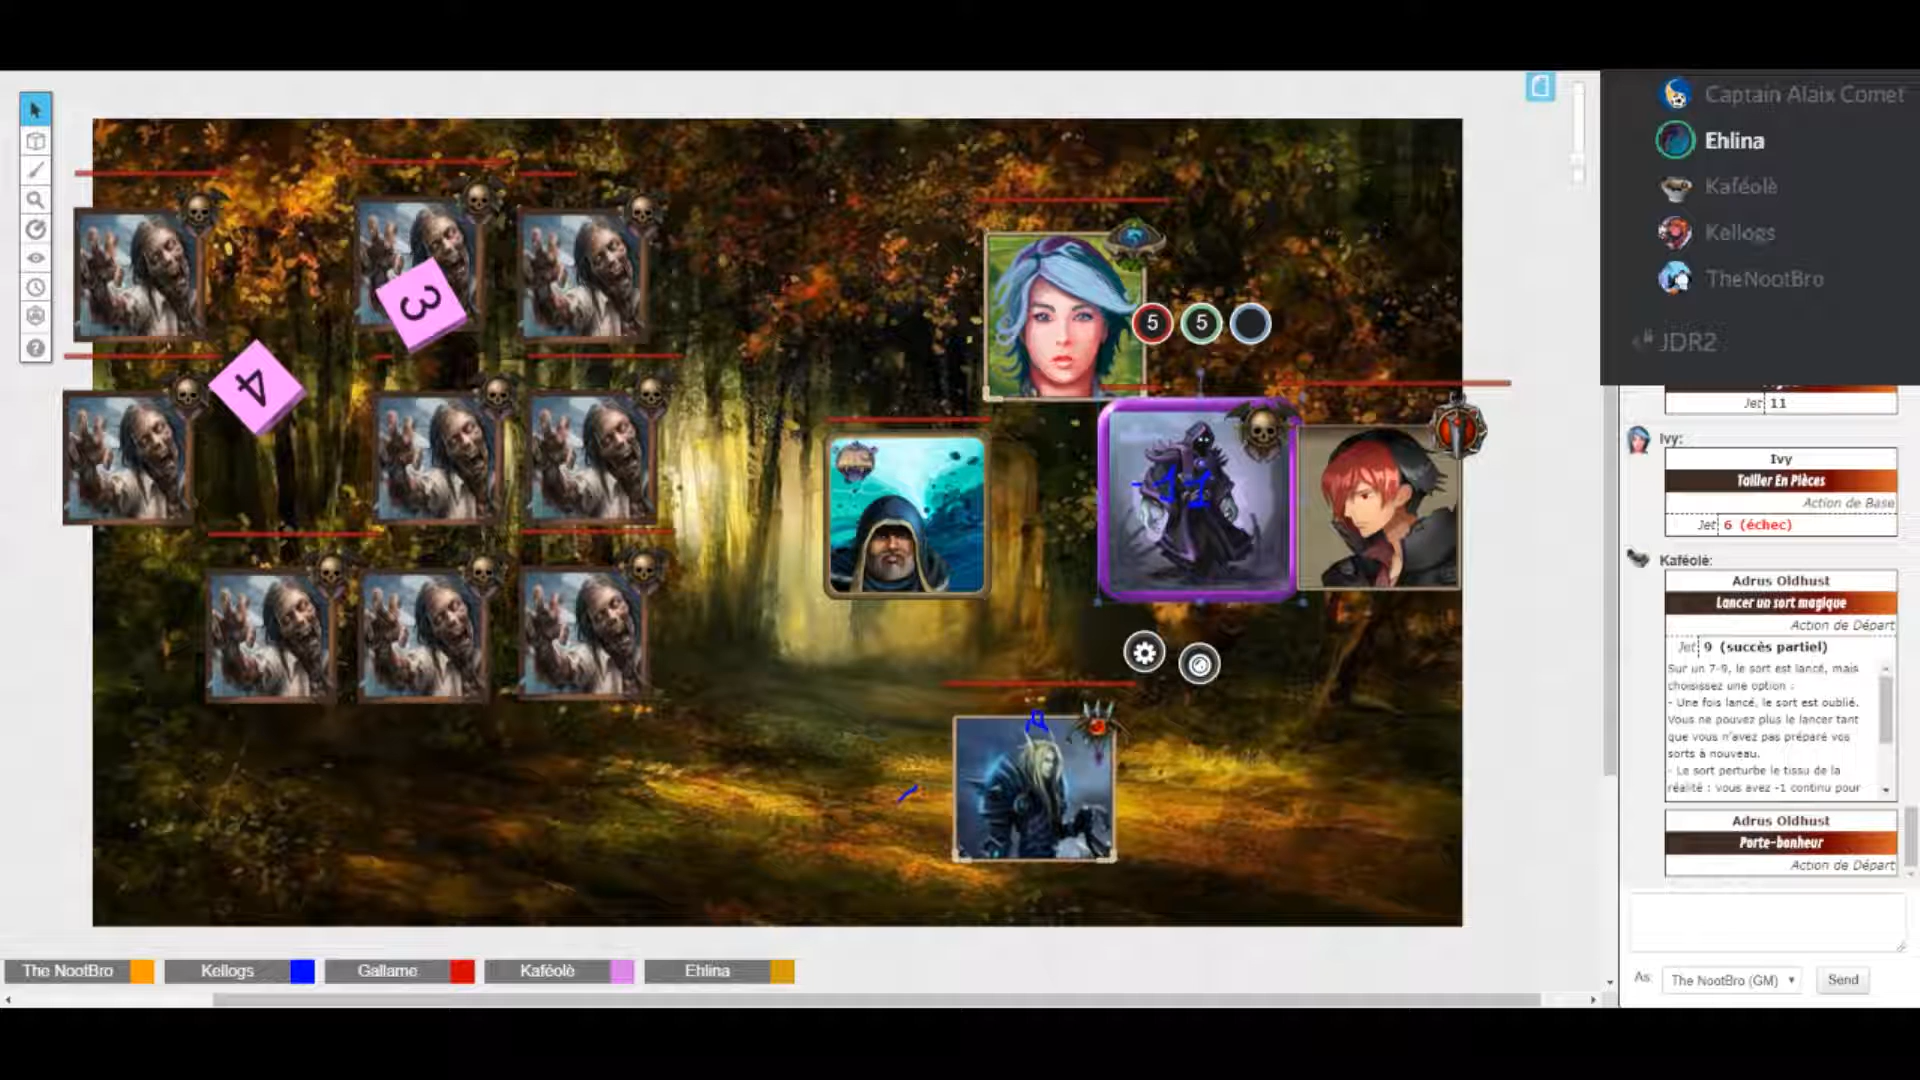 Captain Alaix Comet
Ehlina
Kaféolè
Kellogs
TheNootBro
JDR2
3
4
5 5
-11
Jet 11
Ivy:
Ivy
Tailler En Pièces
Action de Base
Jet 6 (échec)
Kaféolè:
Adrus Oldhust
Lancer un sort magique
Action de Départ
Jet 9 (succès partiel)
Sur un 7-9, le sort est lancé, mais
choisissez une option :
- Une fois lancé, le sort est oublié.
Vous ne pouvez plus le lancer tant
que vous n'avez pas préparé vos
sorts à nouveau.
- Le sort perturbe le tissu de la
réalité : vous avez -1 continu pour
Adrus Oldhust
Porte-bonheur
Action de Départ
The NootBro Kellogs Gallame Kaféolè Ehlina
As: The NootBro (GM) Send